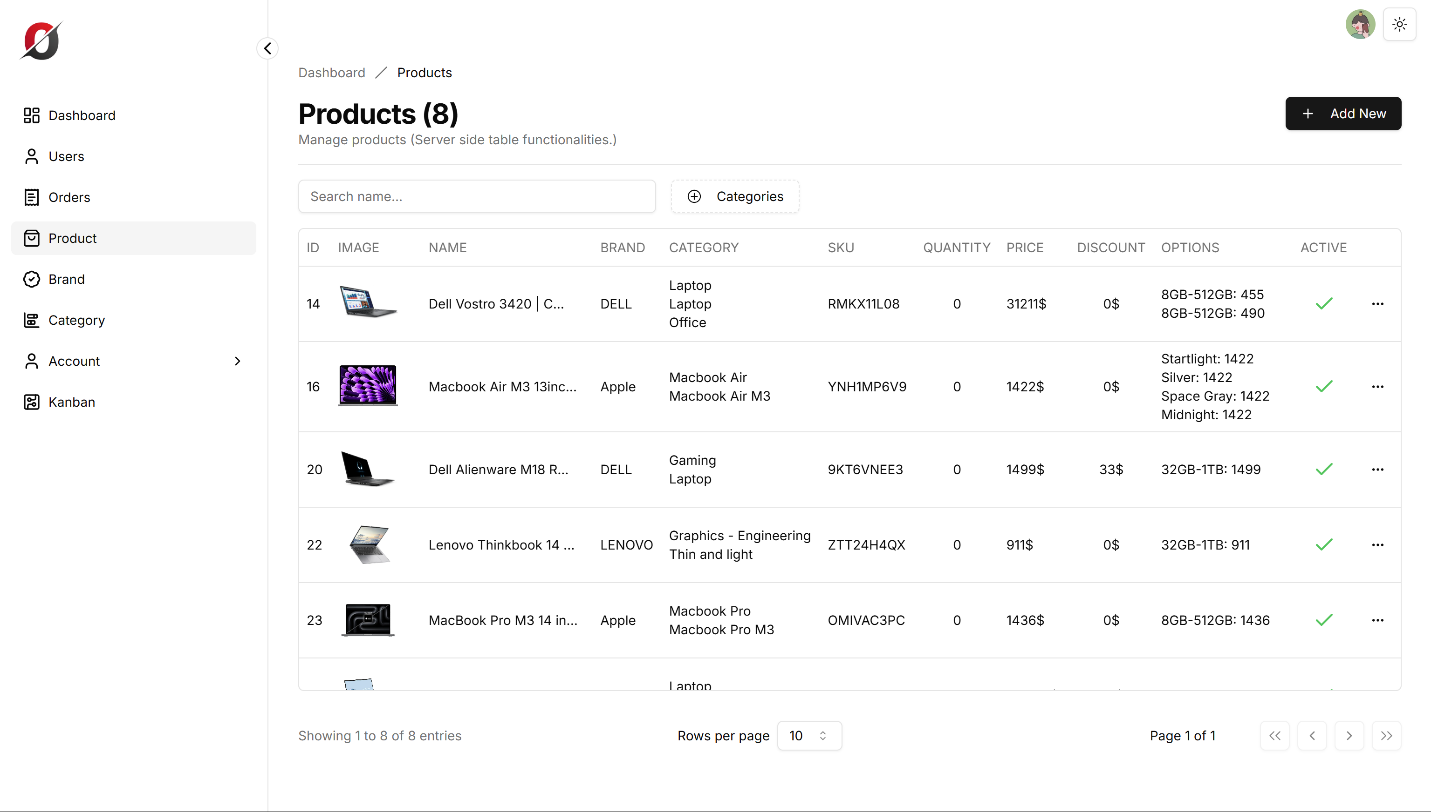 Dashboard
Users
Orders
Product
Brand
Category
Account
Kanban
Dashboard / Products
Products (8)
Manage products (Server side table functionalities.)
+ Add New
Search name...
Categories
ID IMAGE NAME BRAND CATEGORY SKU QUANTITY PRICE DISCOUNT OPTIONS ACTIVE
14 Dell Vostro 3420 | C... DELL Laptop RMKX11L08 0 31211$ 0$ 8GB-512GB: 455
Laptop 8GB-512GB: 490
Office
16 Macbook Air M3 13inc... Apple Macbook Air YNH1MP6V9 0 1422$ 0$ Startlight: 1422
Macbook Air M3 Silver: 1422
Space Gray: 1422
Midnight: 1422
20 Dell Alienware M18 R... DELL Gaming 9KT6VNEE3 0 1499$ 33$ 32GB-1TB: 1499
Laptop
22 Lenovo Thinkbook 14 ... LENOVO Graphics - Engineering ZTT24H4QX 0 911$ 0$ 32GB-1TB: 911
Thin and light
23 MacBook Pro M3 14 in... Apple Macbook Pro OMIVAC3PC 0 1436$ 0$ 8GB-512GB: 1436
Macbook Pro M3
Laptop
Showing 1 to 8 of 8 entries
Rows per page 10
Page 1 of 1